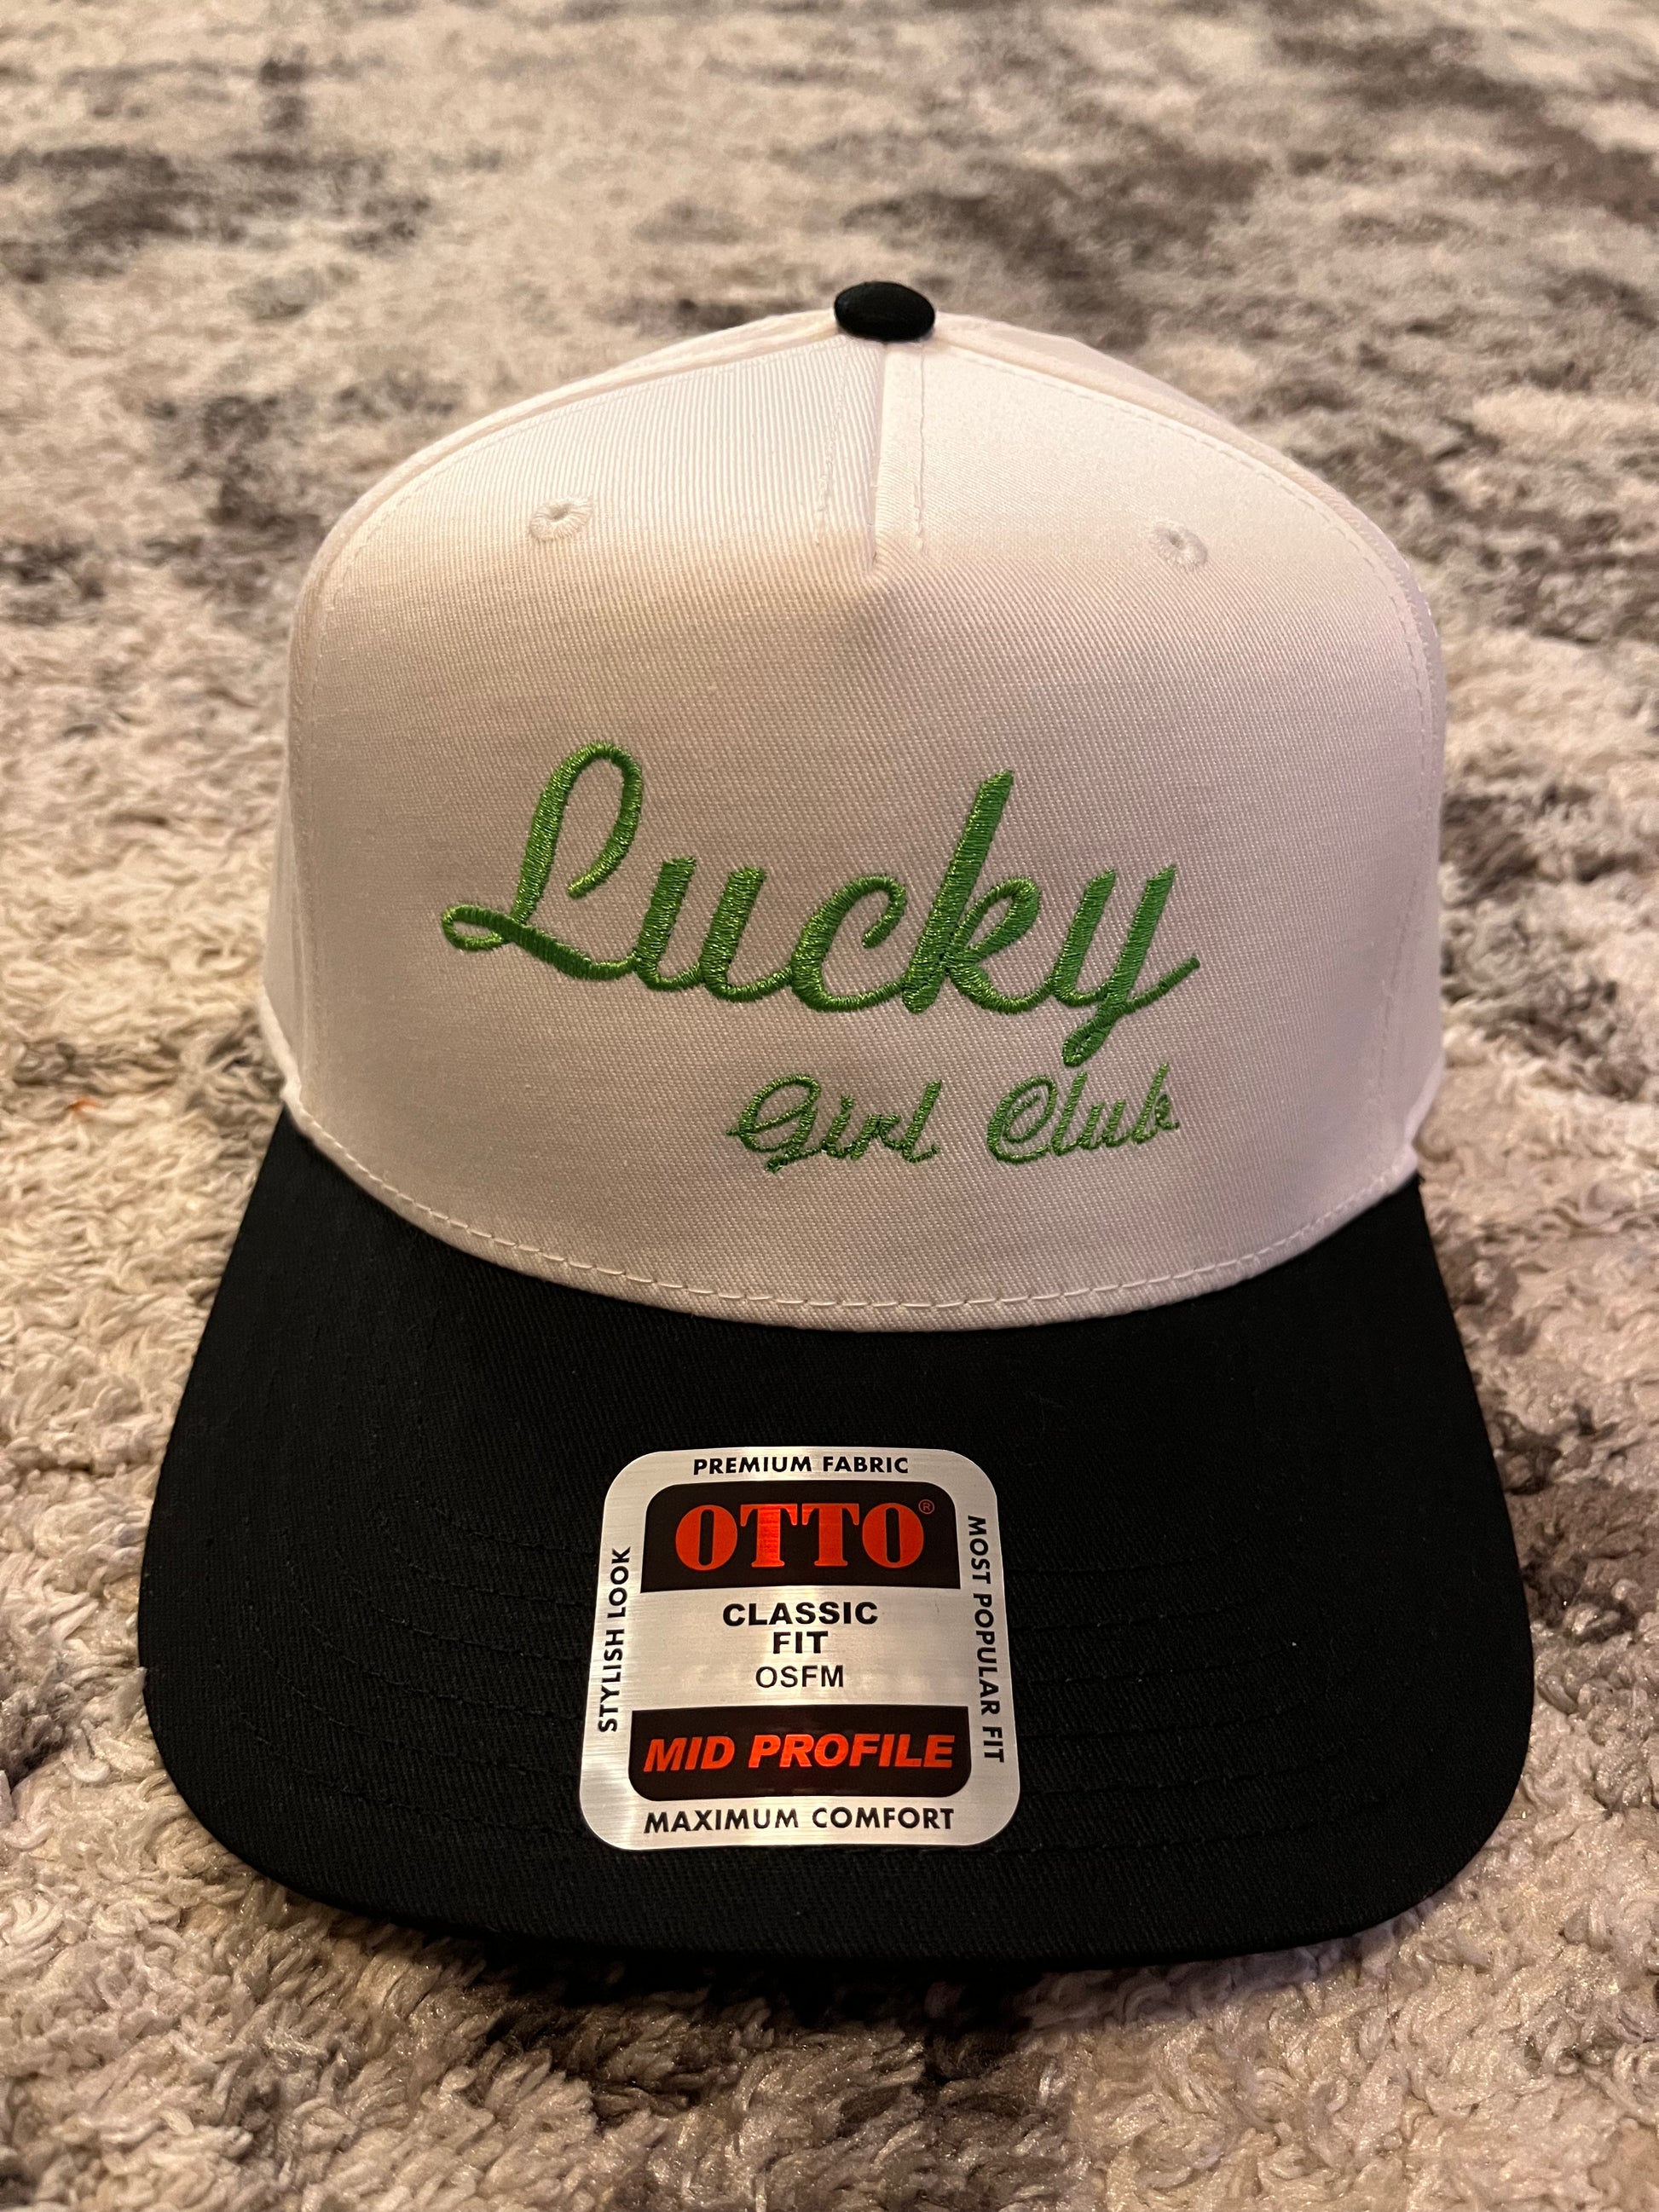 Lucky
Girl Club
PREMIUM FABRIC
OTTO®
STYLISH LOOK
CLASSIC
FIT
OSFM
MOST POPULAR FIT
MID PROFILE
MAXIMUM COMFORT